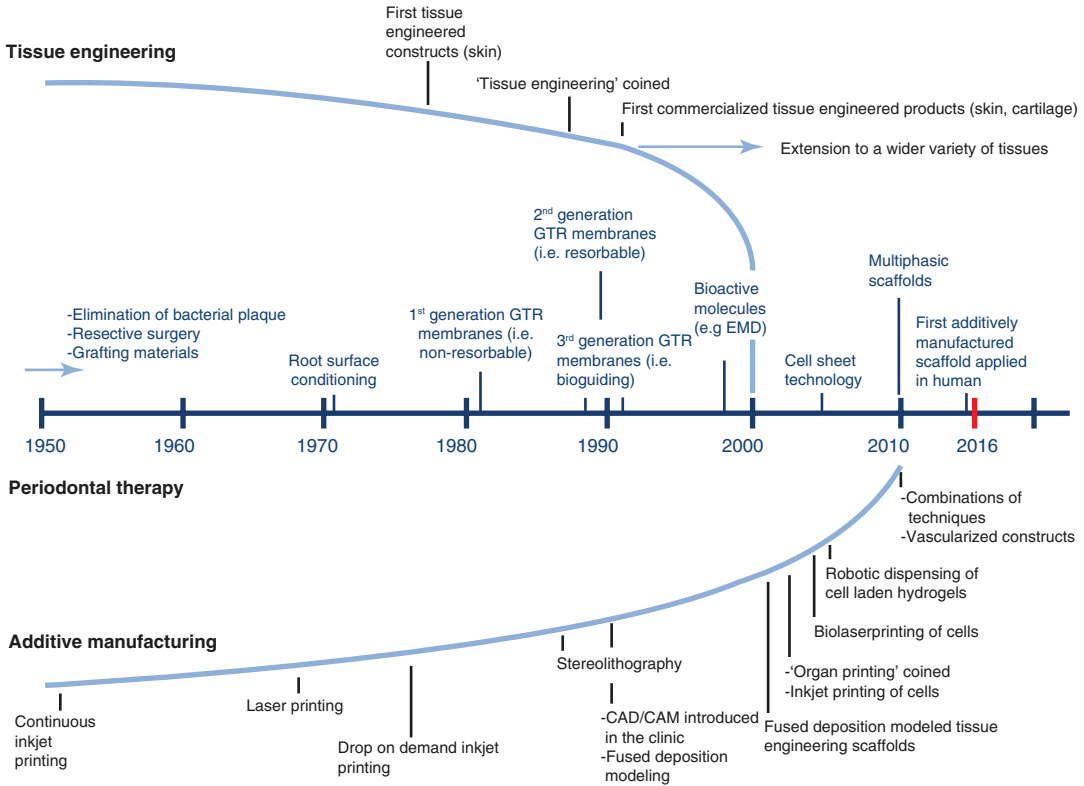 First tissue
engineered
constructs (skin)
Tissue engineering
'Tissue engineering' coined
First commercialized tissue engineered products (skin, cartilage)
Extension to a wider variety of tissues
2nd generation
GTR membranes
(i.e. resorbable)
Multiphasic
scaffolds
Bioactive
molecules
(e.g EMD)
-Elimination of bacterial plaque
-Resective surgery
-Grafting materials
1st generation GTR
membranes (i.e.
non-resorbable)
First additively
manufactured
scaffold applied
in human
3rd generation GTR
membranes (i.e.
bioguiding)
Root surface
conditioning
Cell sheet
technology
1950 1960 1970 1980 1990 2000 2010 2016
Periodontal therapy
-Combinations of
techniques
-Vascularized constructs
Robotic dispensing of
cell laden hydrogels
Biolaserprinting of cells
Additive manufacturing
Stereolithography
-'Organ printing' coined
-Inkjet printing of cells
Laser printing
Continuous
inkjet
printing
-CAD/CAM introduced
in the clinic
-Fused deposition
modeling
Fused deposition modeled tissue
engineering scaffolds
Drop on demand inkjet
printing